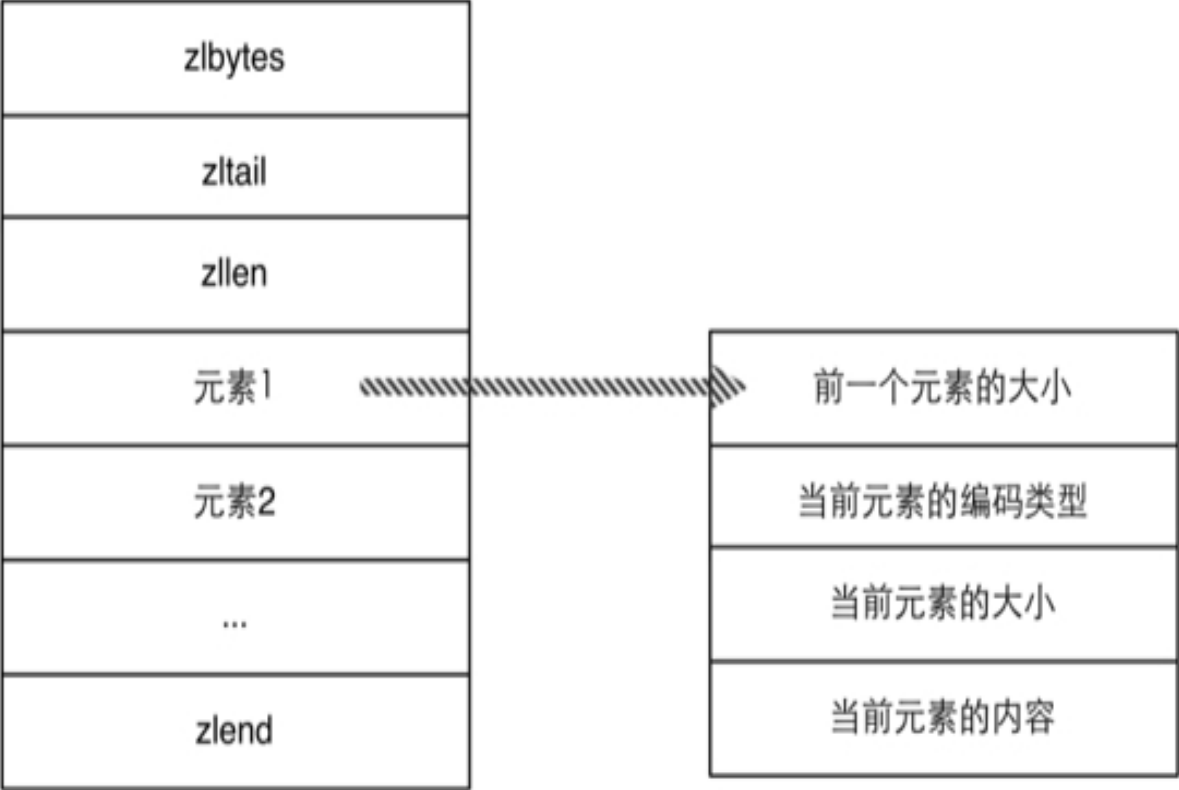 zlbytes
zltail
zllen
元素1
前一个元素的大小
元素2
当前元素的编码类型
...
当前元素的大小
zlend
当前元素的内容